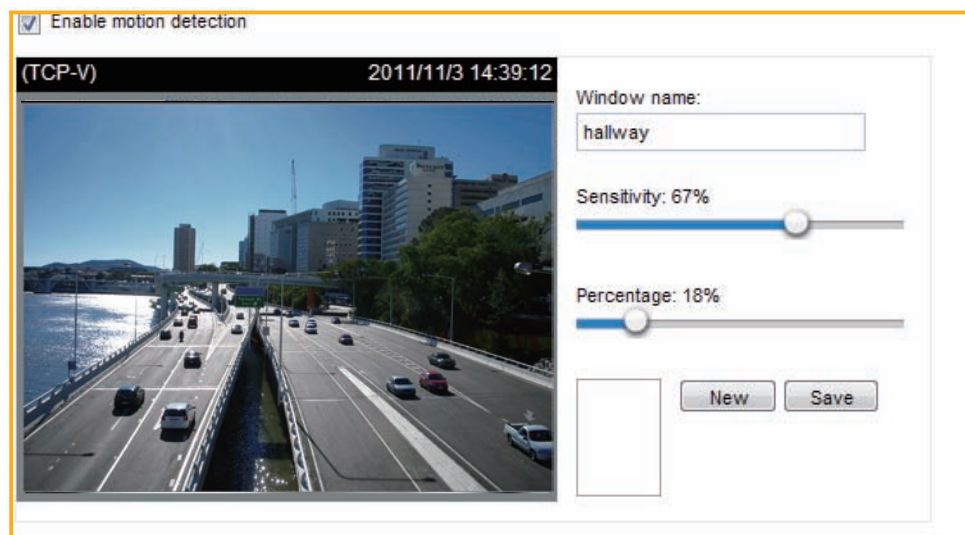 Enable motion detection
(TCP-V) 2011/11/3 14:39:12
Window name:
hallway
Sensitivity: 67%
Percentage: 18%
New Save